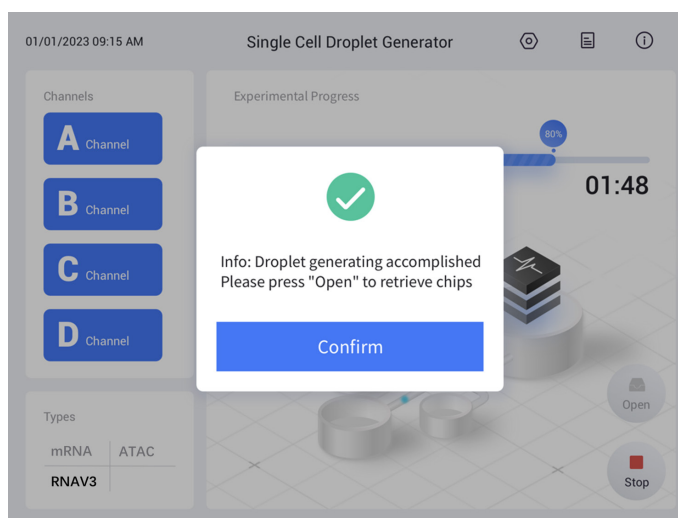 01/01/2023 09:15 AM
Single Cell Droplet Generator
Channels
A Channel
B Channel
C Channel
D Channel
Types
mRNA ATAC
RNAV3
Experimental Progress
80%
01:48
Info: Droplet generating accomplished
Please press "Open" to retrieve chips
Confirm
Open
Stop